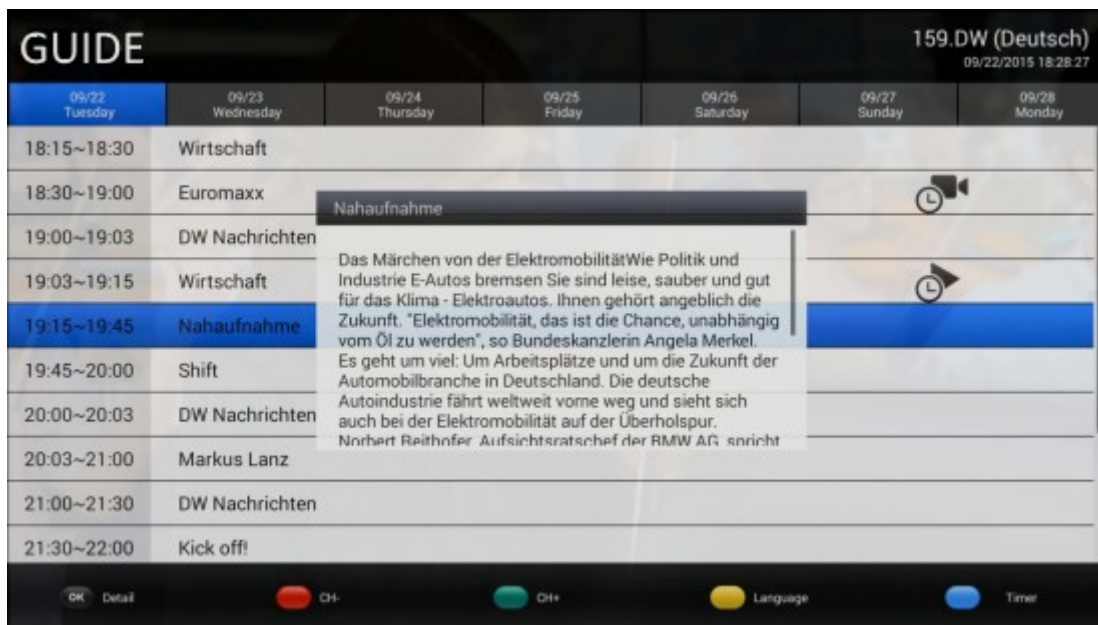 GUIDE
159.DW (Deutsch)
09/22/2015 18:28:27
09/22 Tuesday
09/23 Wednesday
09/24 Thursday
09/25 Friday
09/26 Saturday
09/27 Sunday
09/28 Monday
18:15~18:30 Wirtschaft
18:30~19:00 Euromaxx
19:00~19:03 DW Nachrichten
19:03~19:15 Wirtschaft
19:15~19:45 Nahaufnahme
19:45~20:00 Shift
20:00~20:03 DW Nachrichten
20:03~21:00 Markus Lanz
21:00~21:30 DW Nachrichten
21:30~22:00 Kick off!
Nahaufnahme
Das Märchen von der ElektromobilitätWie Politik und
Industrie E-Autos bremsen Sie sind leise, sauber und gut
für das Klima - Elektroautos. Ihnen gehört angeblich die
Zukunft. "Elektromobilität, das ist die Chance, unabhängig
vom Öl zu werden", so Bundeskanzlerin Angela Merkel.
Es geht um viel: Um Arbeitsplätze und um die Zukunft der
Automobilbranche in Deutschland. Die deutsche
Autoindustrie fährt weltweit vorne weg und sieht sich
auch bei der Elektromobilität auf der Überholspur.
Norbert Reithofer, Aufsichtsratschef der BMW AG, spricht
OK Detail
CH-
CH+
Language
Timer